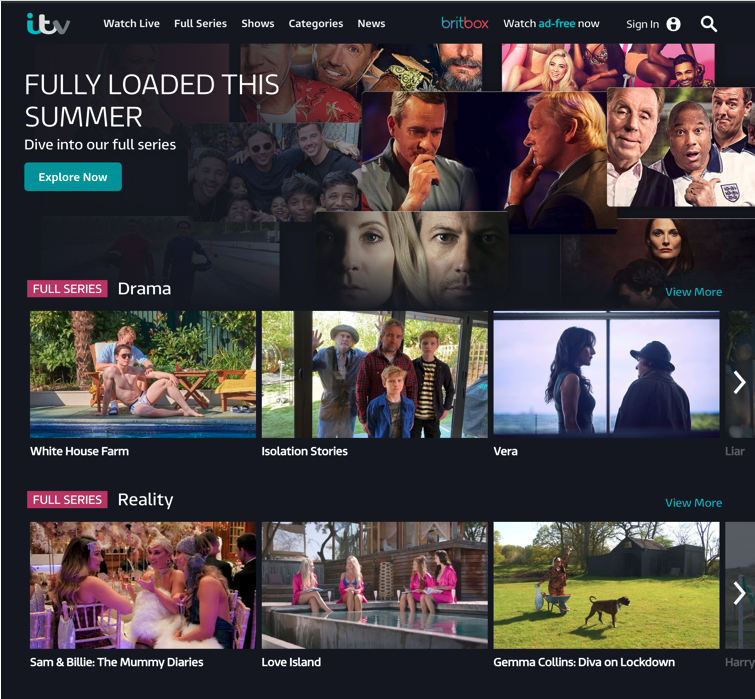 itv Watch Live Full Series Shows Categories News britbox Watch ad-free now Sign In
FULLY LOADED THIS
SUMMER
Dive into our full series
Explore Now
FULL SERIES Drama View More
White House Farm Isolation Stories Vera Liar
FULL SERIES Reality View More
Sam & Billie: The Mummy Diaries Love Island Gemma Collins: Diva on Lockdown Harry